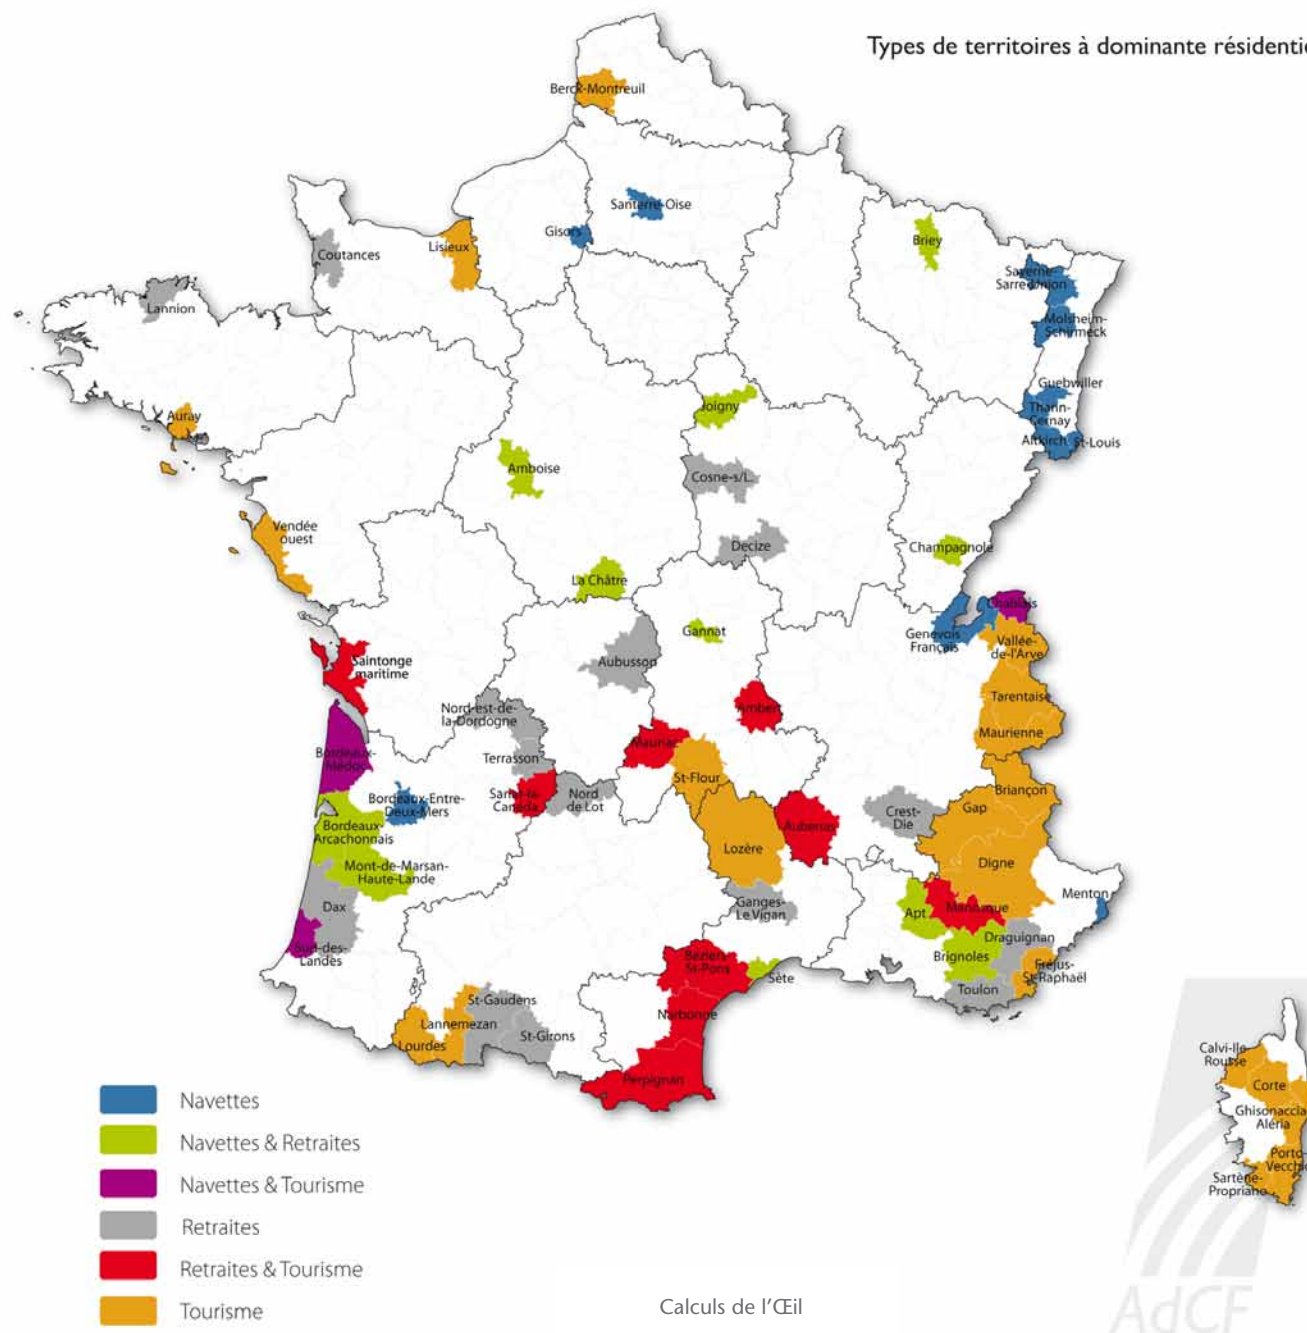 Types de territoires à dominante résidentie
Berck-Montreuil
Santerre-Oise
Gisors
Briey
Lisieux
Coutances
Saverne-
Sarre-Union
Lannion
Molsheim-
Schirmeck
Guebwiller
Thann-
Cernay
Altkirch
St-Louis
Auray
Joigny
Amboise
Cosne-s/L.
Vendée
ouest
Decize
Champagnole
La Châtre
Chablais
Gannat
Genevois
Français
Vallée-
de-l'Arve
Aubusson
Saintonge
maritime
Tarentaise
Nord-est-de-
la-Dordogne
Ambert
Maurienne
Mauriac
Bordeaux-
Médoc
Terrasson
St-Flour
Briançon
Sarlat-la-
Canéda
Nord
de Lot
Bordeaux-Entre-
Deux-Mers
Gap
Crest-
Die
Bordeaux-
Arcachonnais
Aubenas
Lozère
Digne
Mont-de-Marsan-
Haute-Lande
Menton
Dax
Ganges-
Le Vigan
Apt
Manosque
Sud-des-
Landes
Draguignan
Béziers-
St-Pons
Brignoles
Fréjus-
St-Raphaël
Sète
Toulon
St-Gaudens
Narbonne
Lannemezan
St-Girons
Lourdes
Calvi-Ile-
Rousse
Perpignan
Corte
Navettes
Ghisonaccia
Aléria
Navettes & Retraites
Porto-
Vecchio
Navettes & Tourisme
Sartène-
Propriano
Retraites
Retraites & Tourisme
Tourisme
Calculs de l'Œil
AdCF